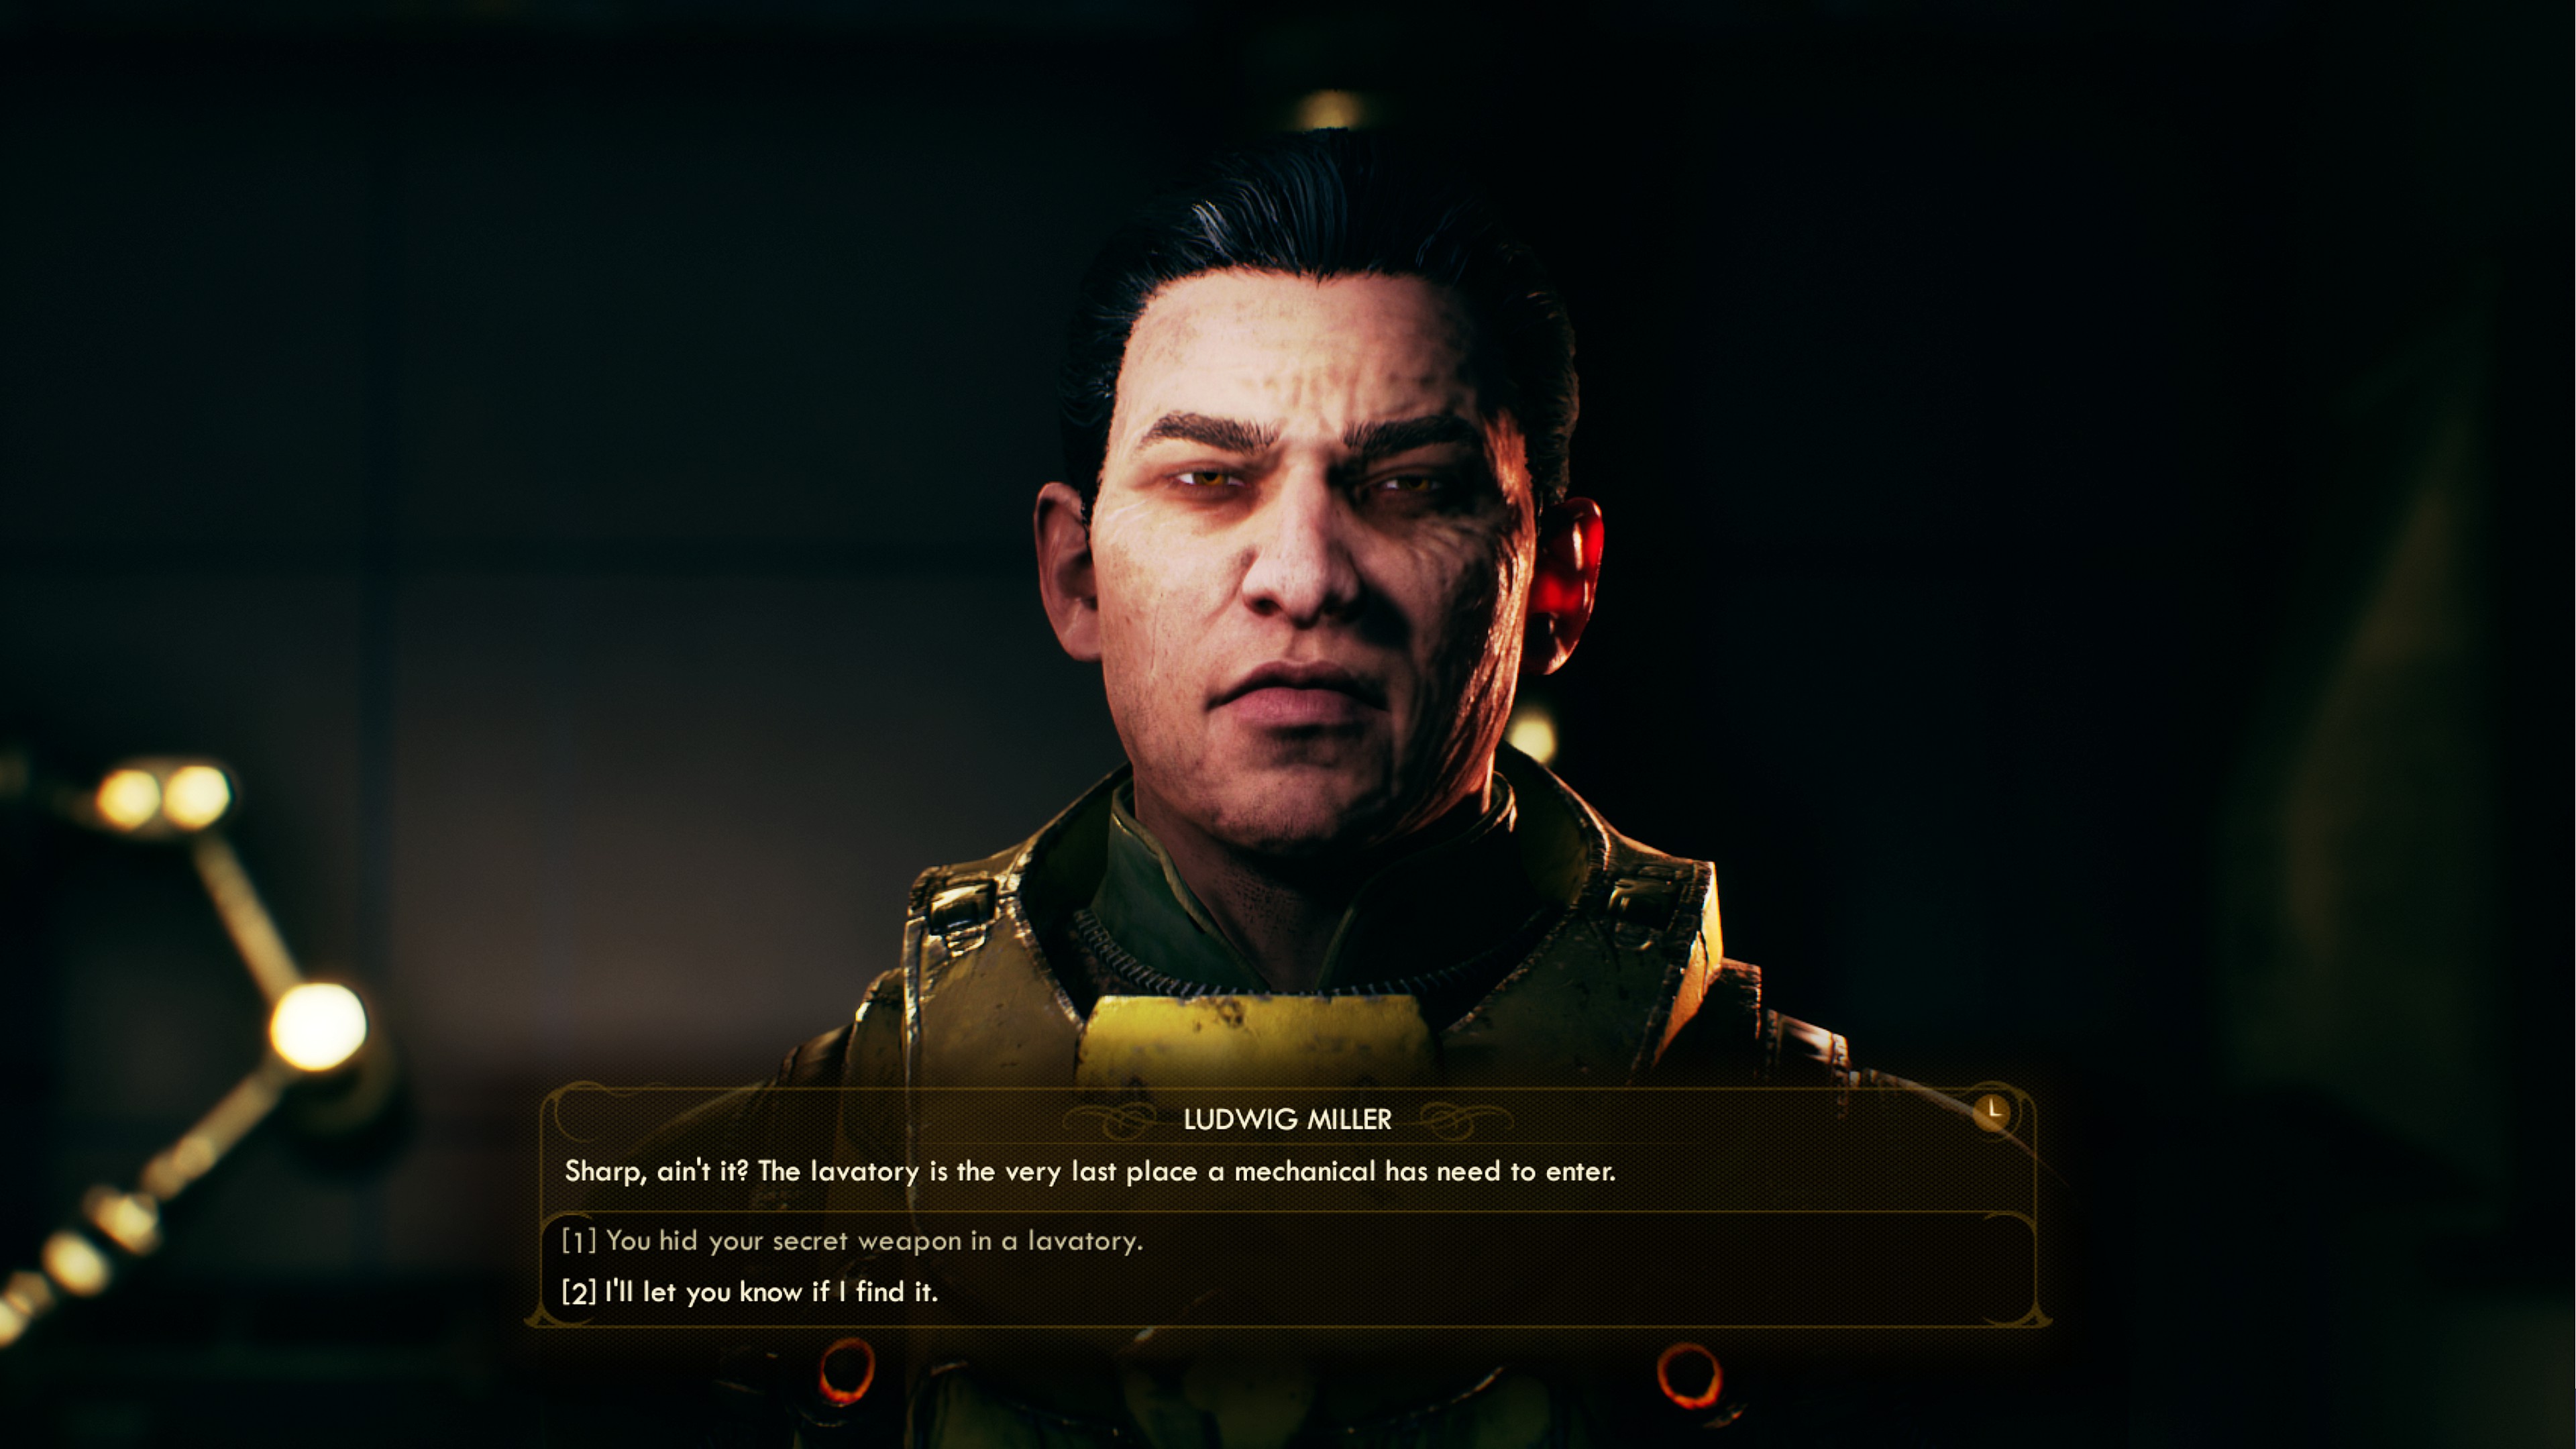 LUDWIG MILLER
Sharp, ain't it? The lavatory is the very last place a mechanical has need to enter.
[1] You hid your secret weapon in a lavatory.
[2] I'll let you know if I find it.